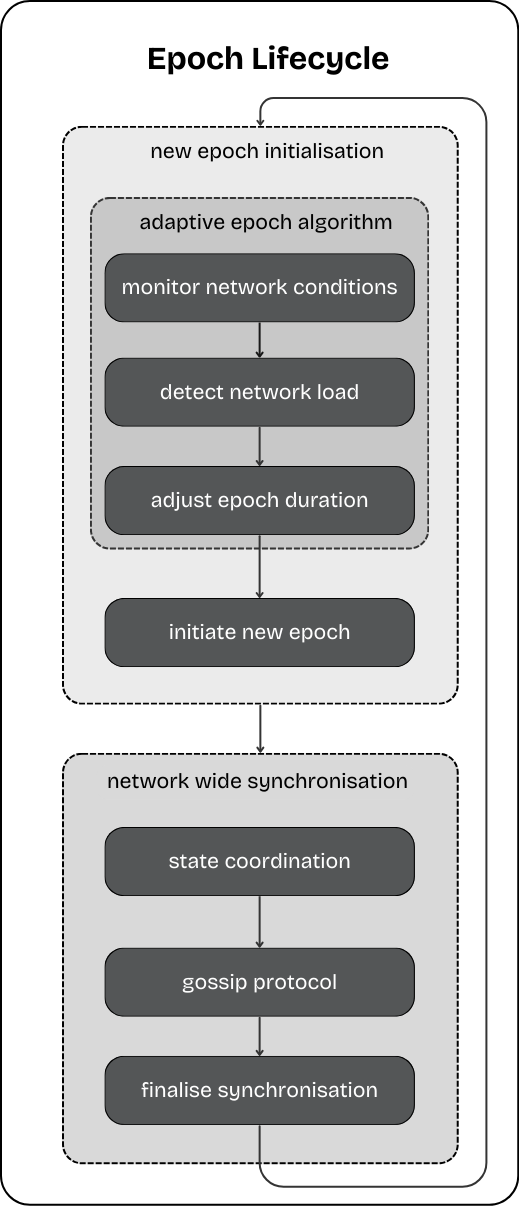 Epoch Lifecycle
new epoch initialisation
adaptive epoch algorithm
monitor network conditions
detect network load
adjust epoch duration
initiate new epoch
network wide synchronisation
state coordination
gossip protocol
finalise synchronisation